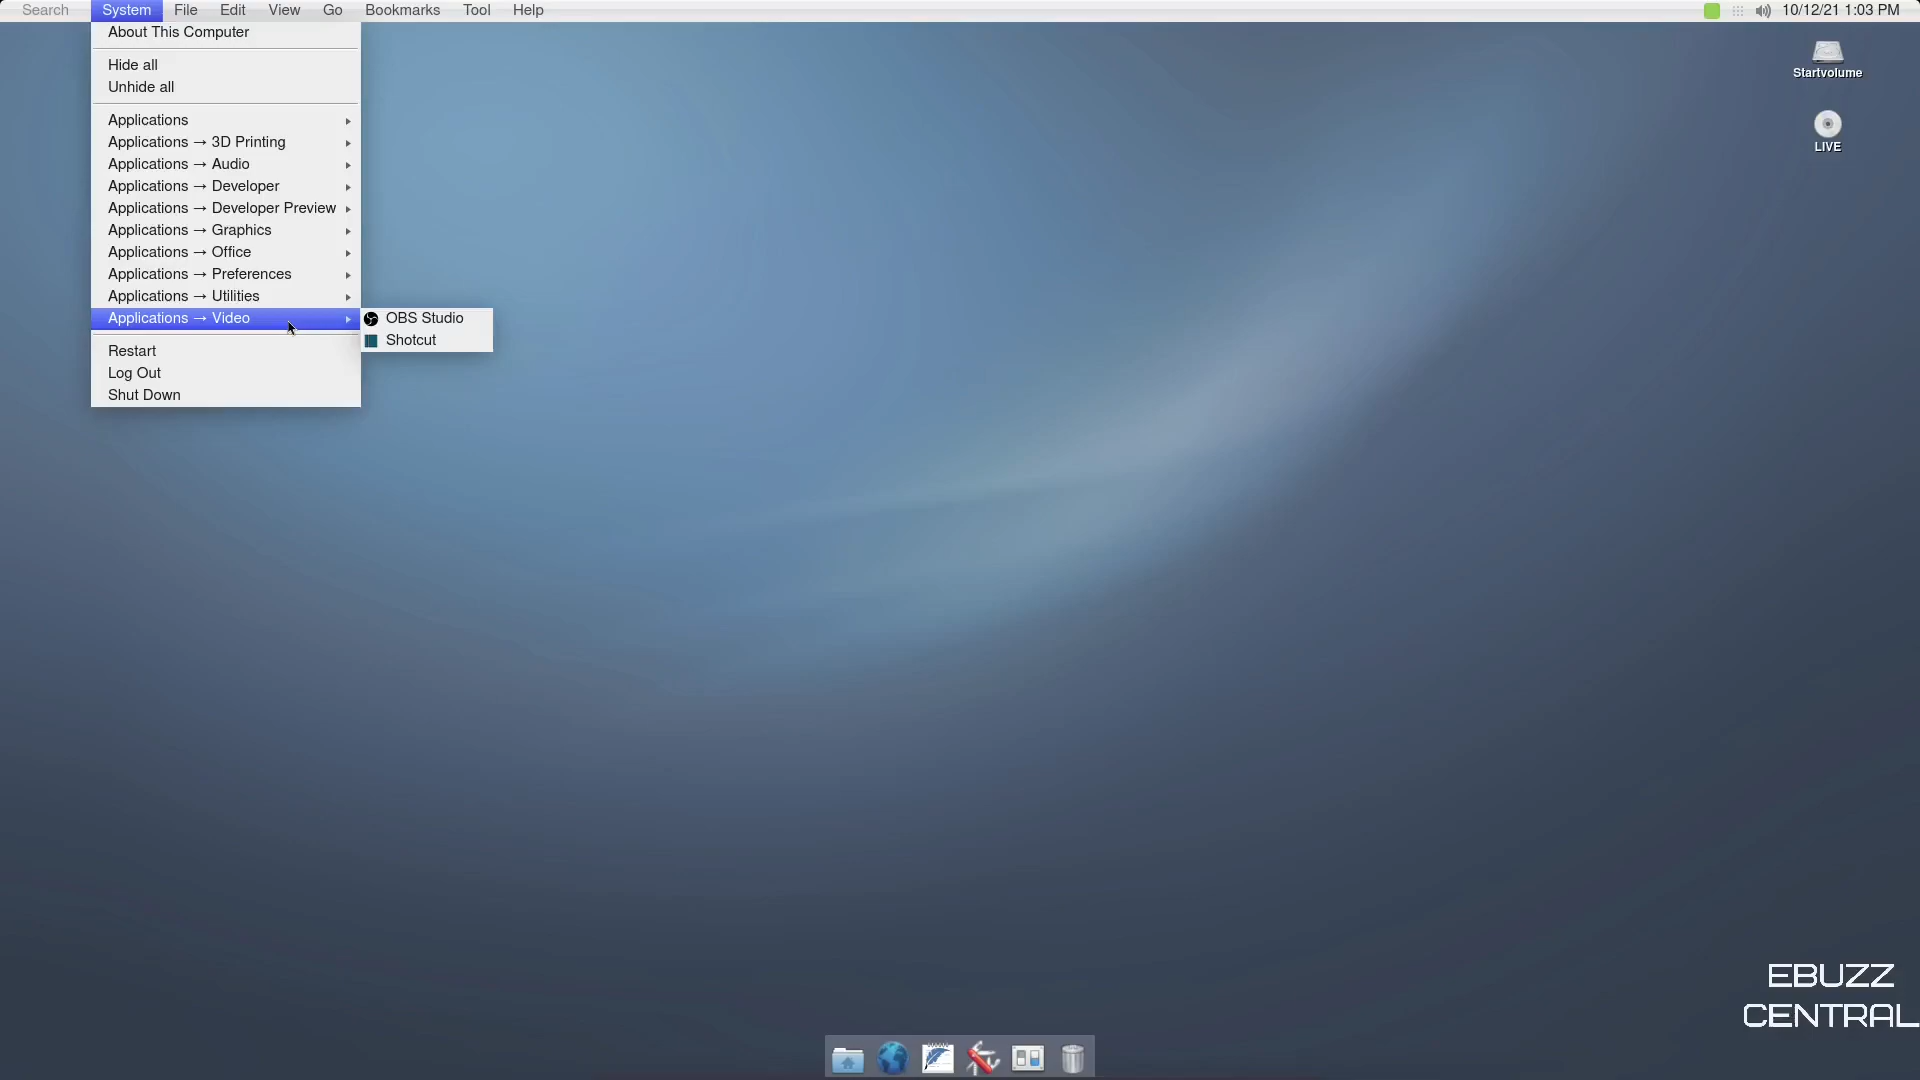 Search System File Edit View Go Bookmarks Tool Help 10/12/21 1:03 PM
About This Computer
Hide all
Unhide all
Applications
Applications → 3D Printing
Applications → Audio
Applications → Developer
Applications → Developer Preview
Applications → Graphics
Applications → Office
Applications → Preferences
Applications → Utilities
Applications → Video
OBS Studio
Shotcut
Restart
Log Out
Shut Down
Startvolume
LIVE
EBUZZ
CENTRAL